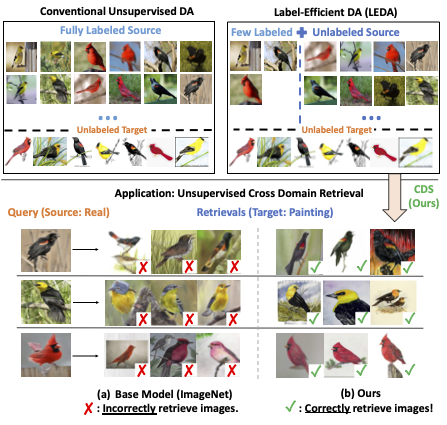 Conventional Unsupervised DA
Fully Labeled Source
...
Unlabeled Target
Label-Efficient DA (LEDA)
Few Labeled + Unlabeled Source
...
Unlabeled Target
CDS
(Ours)
Application: Unsupervised Cross Domain Retrieval
Query (Source: Real)
Retrievals (Target: Painting)
(a) Base Model (ImageNet)
✗ : Incorrectly retrieve images.
(b) Ours
✓ : Correctly retrieve images!